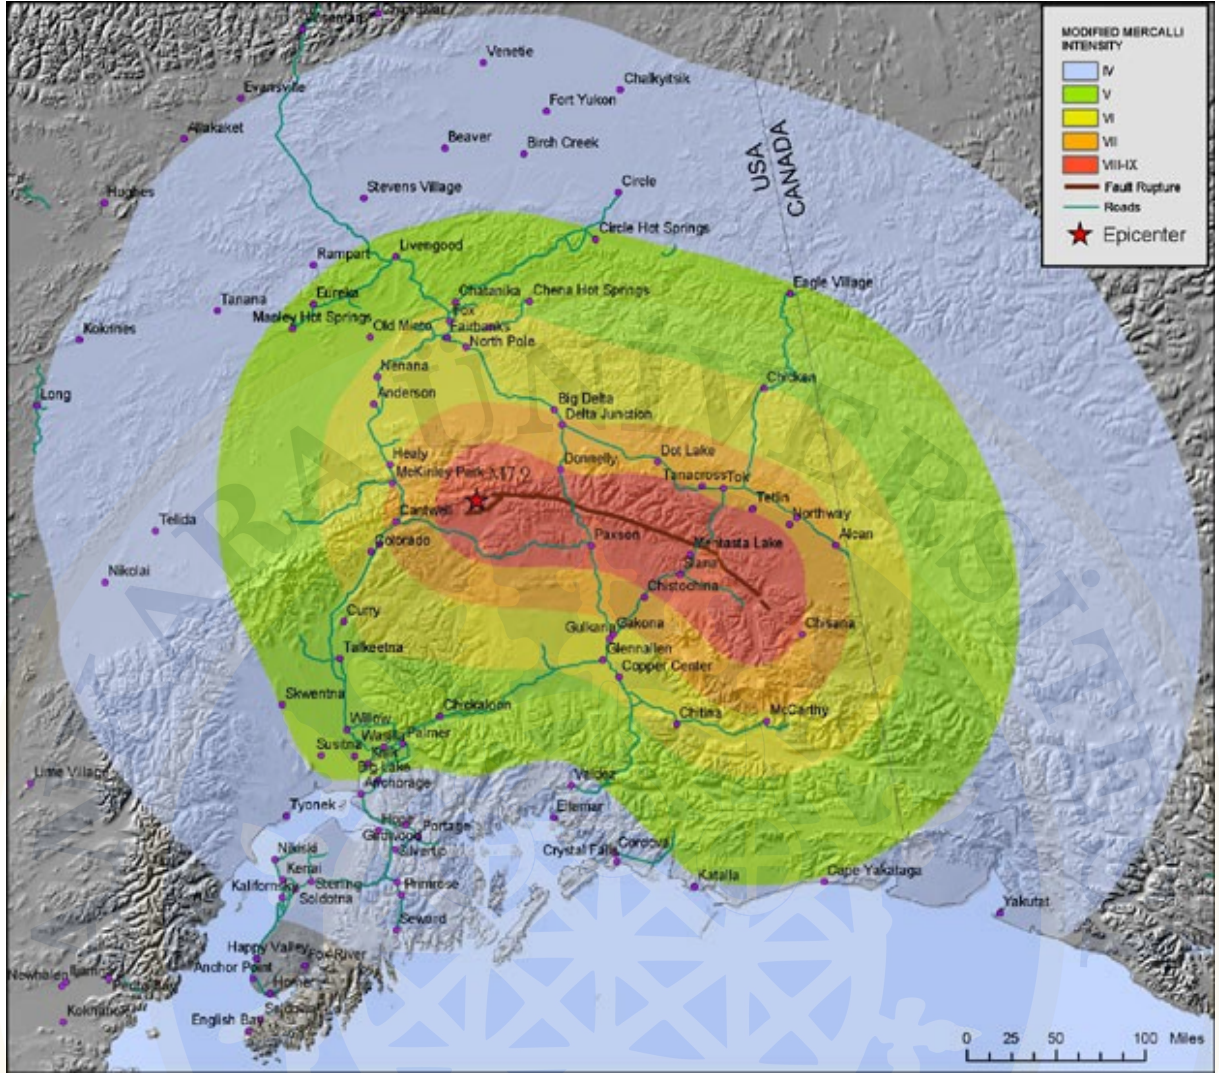 Venetie
Chalkyitsik
Fort Yukon
Evansville
Allakaket
Beaver
Birch Creek
Hughes
Stevens Village
Circle
USA
CANADA
Circle Hot Springs
Livengood
Rampart
Eagle Village
Tanana
Eureka
Chatanika
Chena Hot Springs
Fox
Manley Hot Springs
Old Minto
Fairbanks
Kokrines
North Pole
Nenana
Chicken
Long
Anderson
Big Delta
Delta Junction
Healy
Donnelly
Dot Lake
McKinley Park
M7.9
Tanacross
Tok
Tetlin
Telida
Cantwell
Northway
Colorado
Paxson
Mentasta Lake
Alcan
Nikolai
Slana
Chistochina
Curry
Gulkana
Gakona
Chisana
Talkeetna
Glennallen
Copper Center
Skwentna
Chickaloon
Willow
Chitina
McCarthy
Wasilla
Palmer
Susitna
Knik
Big Lake
Lime Village
Anchorage
Valdez
Tyonek
Ellemar
Hope
Portage
Girdwood
Silvertip
Crystal Falls
Cordova
Nikiski
Kenai
Kalifornsky
Sterling
Soldotna
Primrose
Katalla
Cape Yakataga
Seward
Yakutat
Happy Valley
Fox River
Anchor Point
Newhalen
Homer
English Bay
MODIFIED MERCALLI
INTENSITY
IV
V
VI
VII
VIII-IX
Fault Rupture
Roads
Epicenter
0 25 50 100 Miles